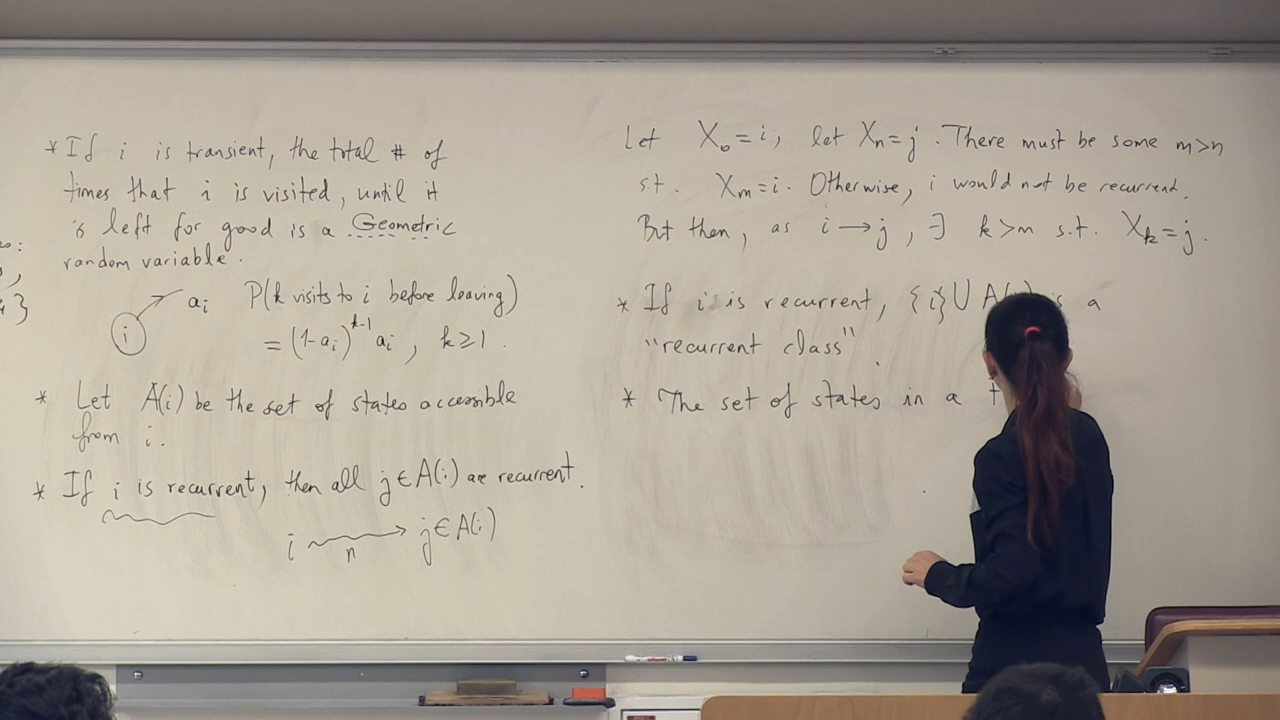 * If i is transient, the total # of
times that i is visited, until it
is left for good is a Geometric
random variable.
i aᵢ P(k visits to i before leaving)
= (1-aᵢ)ᵏ⁻¹ aᵢ , k≥1.
* Let A(i) be the set of states accessible
from i.
* If i is recurrent, then all j∈A(i) are recurrent.
i n j∈A(i)
Let X₀=i, let Xₙ=j. There must be some m>n
s.t. Xₘ=i. Otherwise, i would not be recurrent.
But then, as i→j, ∃ k>m s.t. Xₖ=j.
* If i is recurrent, {i}∪A( is a
"recurrent class".
* The set of states in a